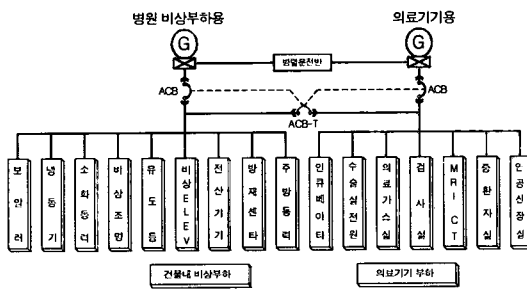 병원 비상부하용
의료기기용
G
G
병렬운전반
ACB
ACB
ACB-T
보일러
냉동기
소화동력
비상조명
유도등
비상ELEV
전산기기
방재센타
주방동력
인큐베이타
수술실전원
의료가스실
검사실
MRI CT
중환자실
인공신장실
건물내 비상부하
의료기기 부하